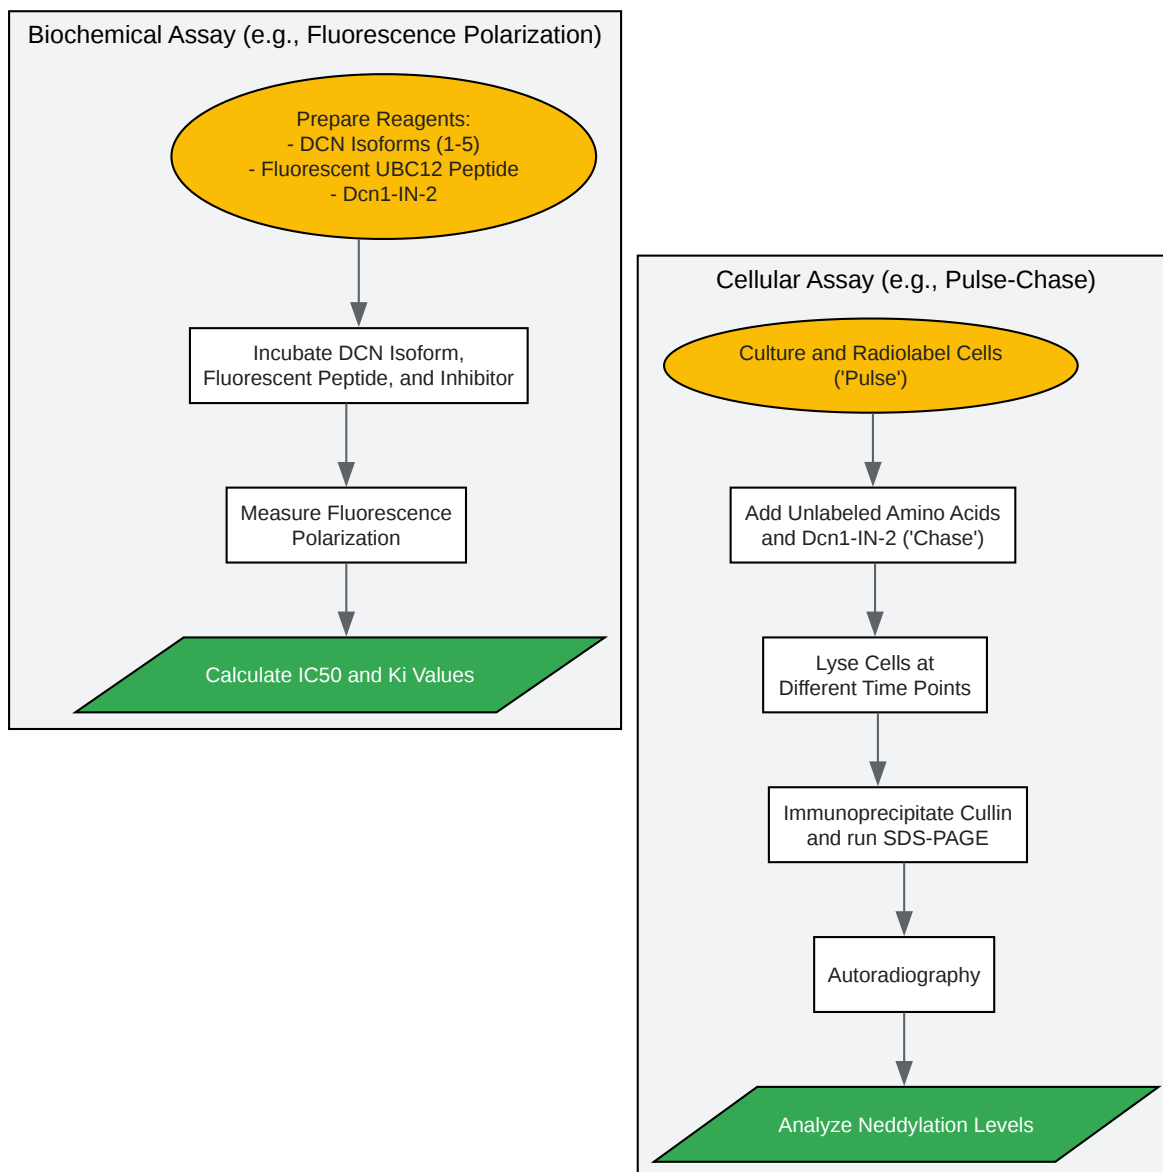 Biochemical Assay (e.g., Fluorescence Polarization)
Prepare Reagents:
- DCN Isoforms (1-5)
- Fluorescent UBC12 Peptide
- Dcn1-IN-2
Incubate DCN Isoform,
Fluorescent Peptide, and Inhibitor
Measure Fluorescence
Polarization
Calculate IC50 and Ki Values
Cellular Assay (e.g., Pulse-Chase)
Culture and Radiolabel Cells
('Pulse')
Add Unlabeled Amino Acids
and Dcn1-IN-2 ('Chase')
Lyse Cells at
Different Time Points
Immunoprecipitate Cullin
and run SDS-PAGE
Autoradiography
Analyze Neddylation Levels